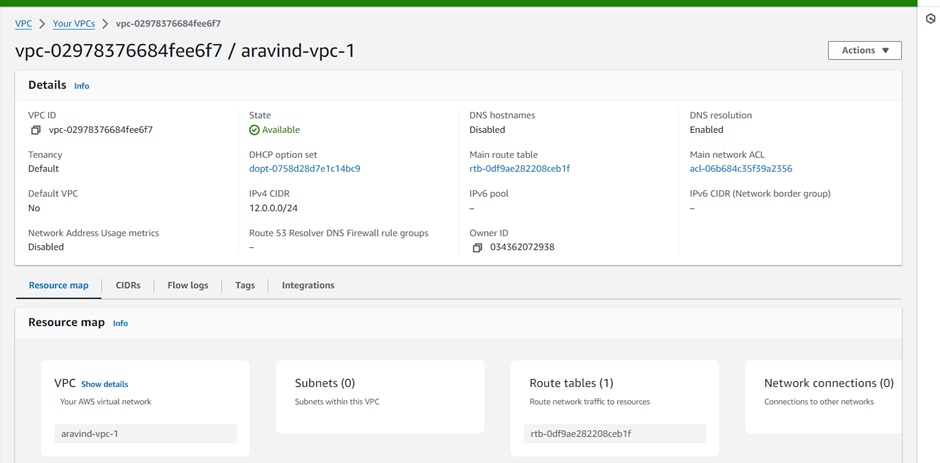 VPC > Your VPCs > vpc-02978376684fee6f7
vpc-02978376684fee6f7 / aravind-vpc-1
Actions
Details Info
VPC ID
vpc-02978376684fee6f7
State
Available
DNS hostnames
Disabled
DNS resolution
Enabled
Tenancy
Default
DHCP option set
dopt-0758d28d7e1c14bc9
Main route table
rtb-0df9ae282208ceb1f
Main network ACL
acl-06b684c35f39a2356
Default VPC
No
IPv4 CIDR
12.0.0.0/24
IPv6 pool
–
IPv6 CIDR (Network border group)
–
Network Address Usage metrics
Disabled
Route 53 Resolver DNS Firewall rule groups
–
Owner ID
034362072938
Resource map
CIDRs
Flow logs
Tags
Integrations
Resource map Info
VPC Show details
Your AWS virtual network
aravind-vpc-1
Subnets (0)
Subnets within this VPC
Route tables (1)
Route network traffic to resources
rtb-0df9ae282208ceb1f
Network connections (0)
Connections to other networks